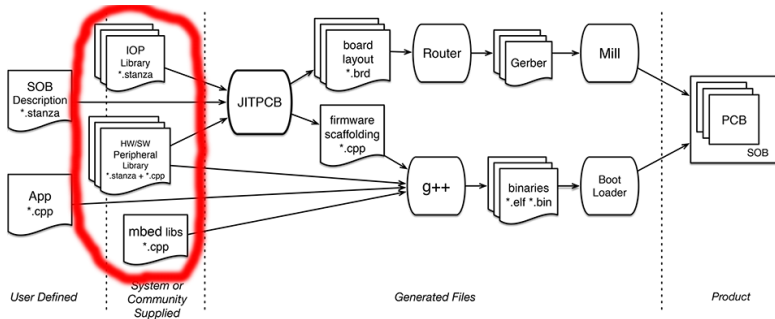 IOP
Library
*.stanza
SOB
Description
*.stanza
HW/SW
Peripheral
Library
*.stanza + *.cpp
App
*.cpp
mbed libs
*.cpp
JITPCB
board
layout
*.brd
Router
Gerber
Mill
firmware
scaffolding
*.cpp
g++
binaries
*.elf *.bin
Boot
Loader
PCB
SOB
User Defined
System or
Community
Supplied
Generated Files
Product